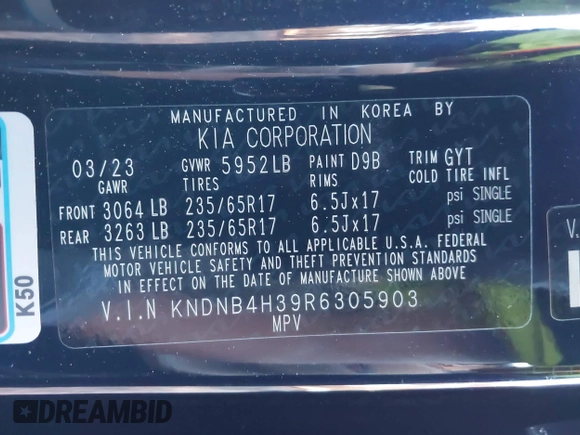 MANUFACTURED IN KOREA BY
KIA CORPORATION
03/23 GVWR 5952LB PAINT D9B TRIM GYT
GAWR TIRES RIMS COLD TIRE INFL
FRONT 3064 LB 235/65R17 6.5Jx17 psi SINGLE
REAR 3263 LB 235/65R17 6.5Jx17 psi SINGLE
THIS VEHICLE CONFORMS TO ALL APPLICABLE U.S.A. FEDERAL
MOTOR VEHICLE SAFETY AND THEFT PREVENTION STANDARDS
IN EFFECT ON THE DATE OF MANUFACTURE SHOWN ABOVE
V.I.N KNDNB4H39R6305903
MPV
K50
V.
DREAMBID